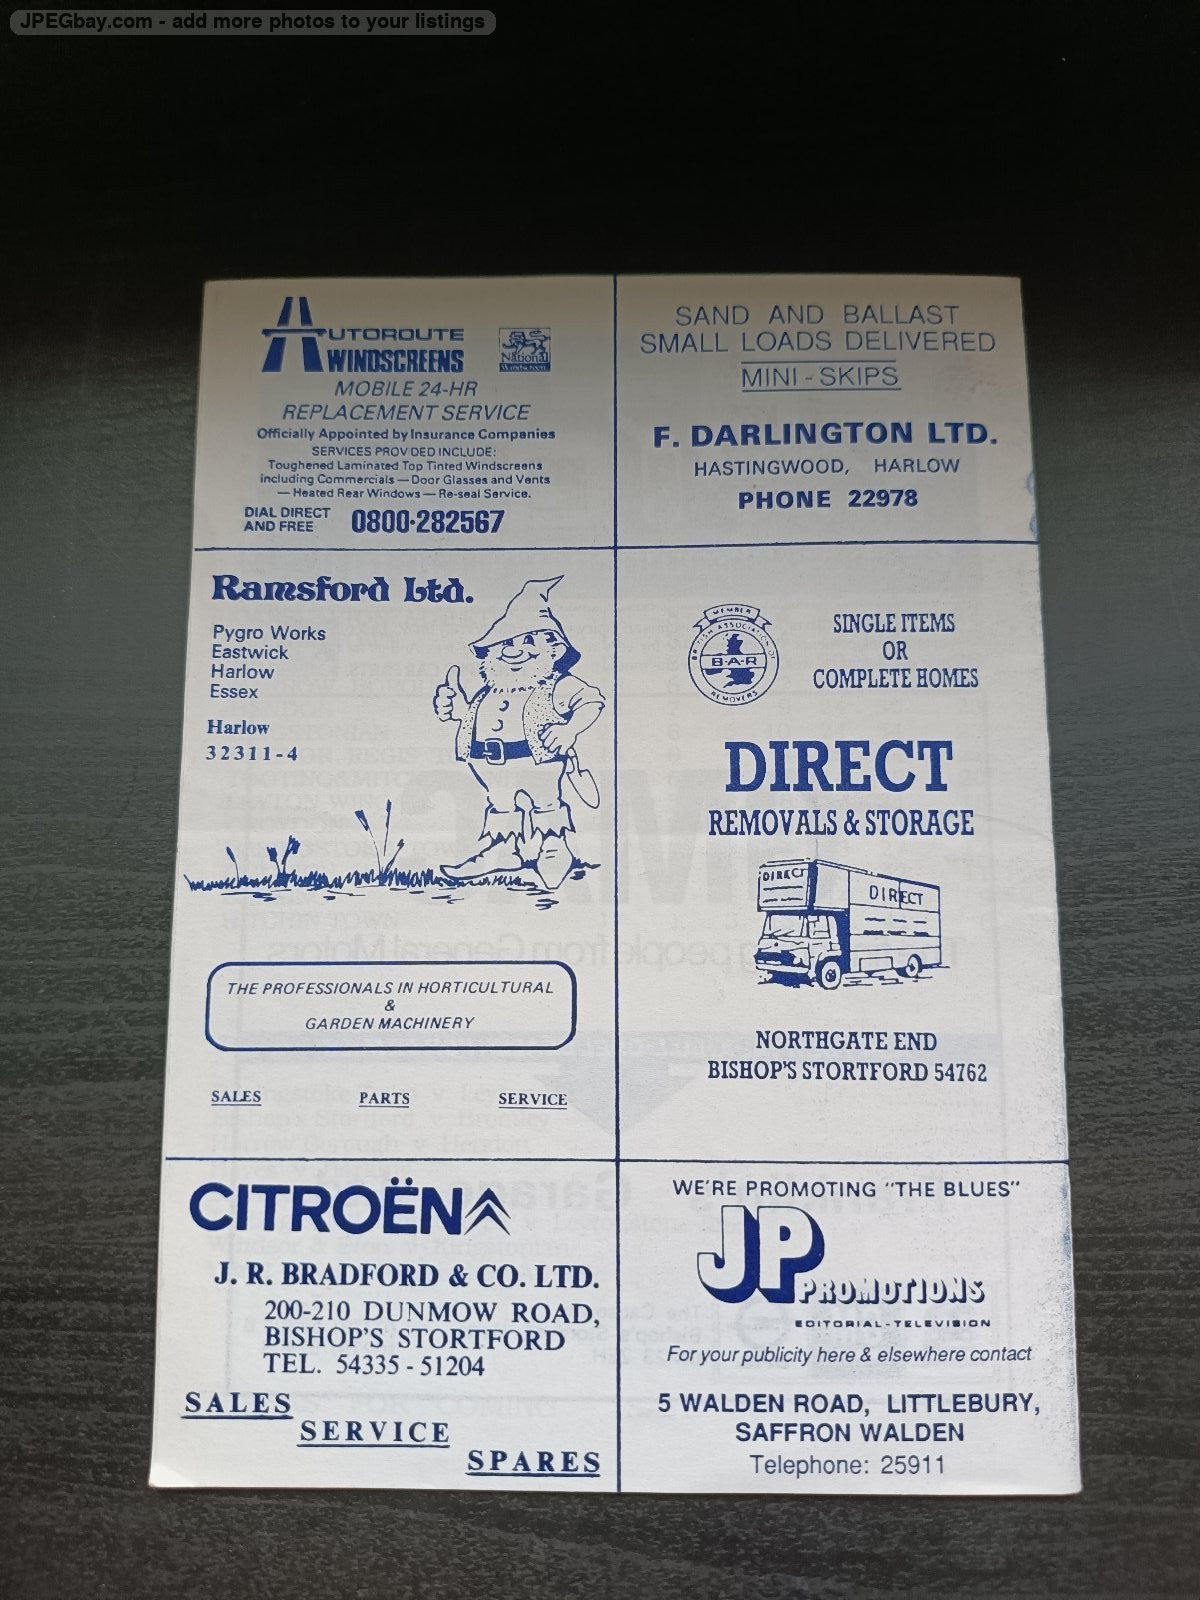 JPEGbay.com - add more photos to your listings
AUTOROUTE
WINDSCREENS
National
Windscreens
MOBILE 24-HR
REPLACEMENT SERVICE
Officially Appointed by Insurance Companies
SERVICES PROV DED INCLUDE:
Toughened Laminated Top Tinted Windscreens
including Commercials — Door Glasses and Vents
— Heated Rear Windows — Re-seal Service.
DIAL DIRECT
AND FREE 0800·282567
SAND AND BALLAST
SMALL LOADS DELIVERED
MINI - SKIPS
F. DARLINGTON LTD.
HASTINGWOOD, HARLOW
PHONE 22978
Ramsford Ltd.
Pygro Works
Eastwick
Harlow
Essex
Harlow
32311-4
THE PROFESSIONALS IN HORTICULTURAL
&
GARDEN MACHINERY
SALES PARTS SERVICE
MEMBER
BRITISH ASSOCIATION OF
B·A·R
REMOVERS
SINGLE ITEMS
OR
COMPLETE HOMES
DIRECT
REMOVALS & STORAGE
DIRECT
DIRECT
NORTHGATE END
BISHOP'S STORTFORD 54762
CITROËN
J. R. BRADFORD & CO. LTD.
200-210 DUNMOW ROAD,
BISHOP'S STORTFORD
TEL. 54335 - 51204
SALES
SERVICE
SPARES
WE'RE PROMOTING "THE BLUES"
JP
PROMOTIONS
EDITORIAL-TELEVISION
For your publicity here & elsewhere contact
5 WALDEN ROAD, LITTLEBURY,
SAFFRON WALDEN
Telephone: 25911